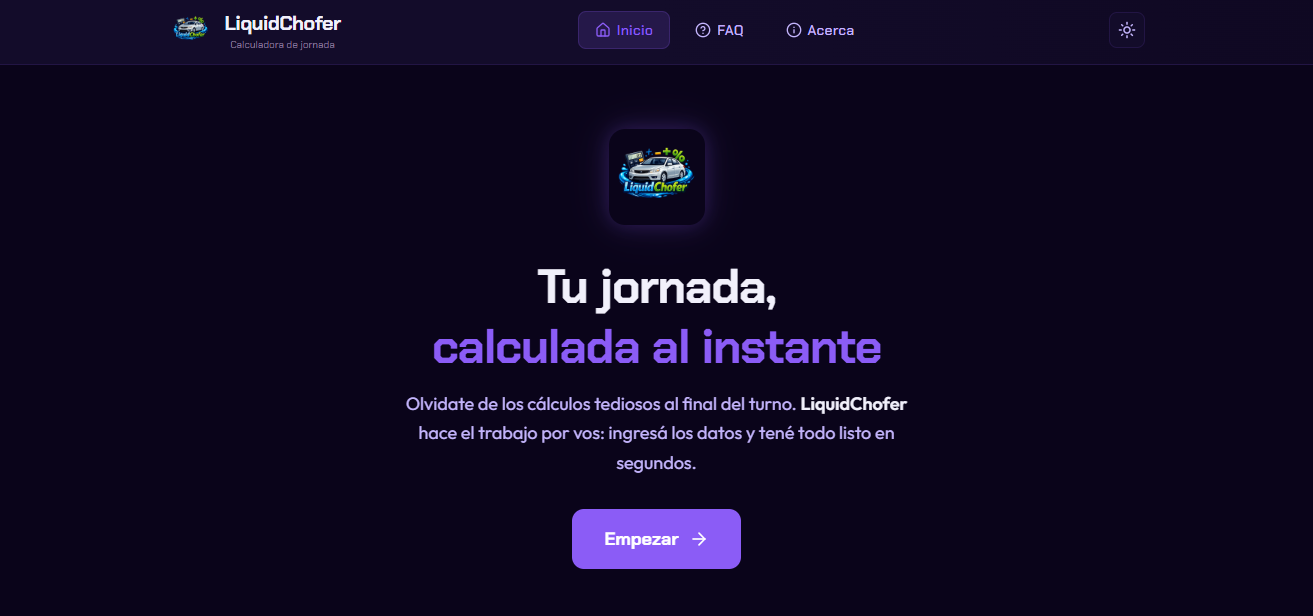 LiquidChofer
LiquidChofer
Calculadora de jornada
Inicio
FAQ
Acerca
+ - + %
LiquidChofer
Tu jornada,
calculada al instante
Olvidate de los cálculos tediosos al final del turno. LiquidChofer
hace el trabajo por vos: ingresá los datos y tené todo listo en
segundos.
Empezar →